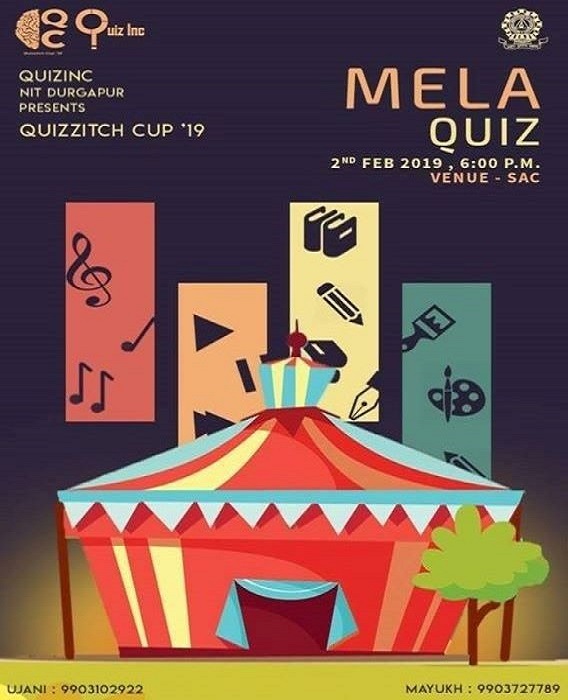 QC
Quiz Inc
QUIZINC
NIT DURGAPUR
PRESENTS
QUIZZITCH CUP '19
MELA
QUIZ
2ND FEB 2019 , 6:00 P.M.
VENUE - SAC
UJANI : 9903102922
MAYUKH : 9903727789